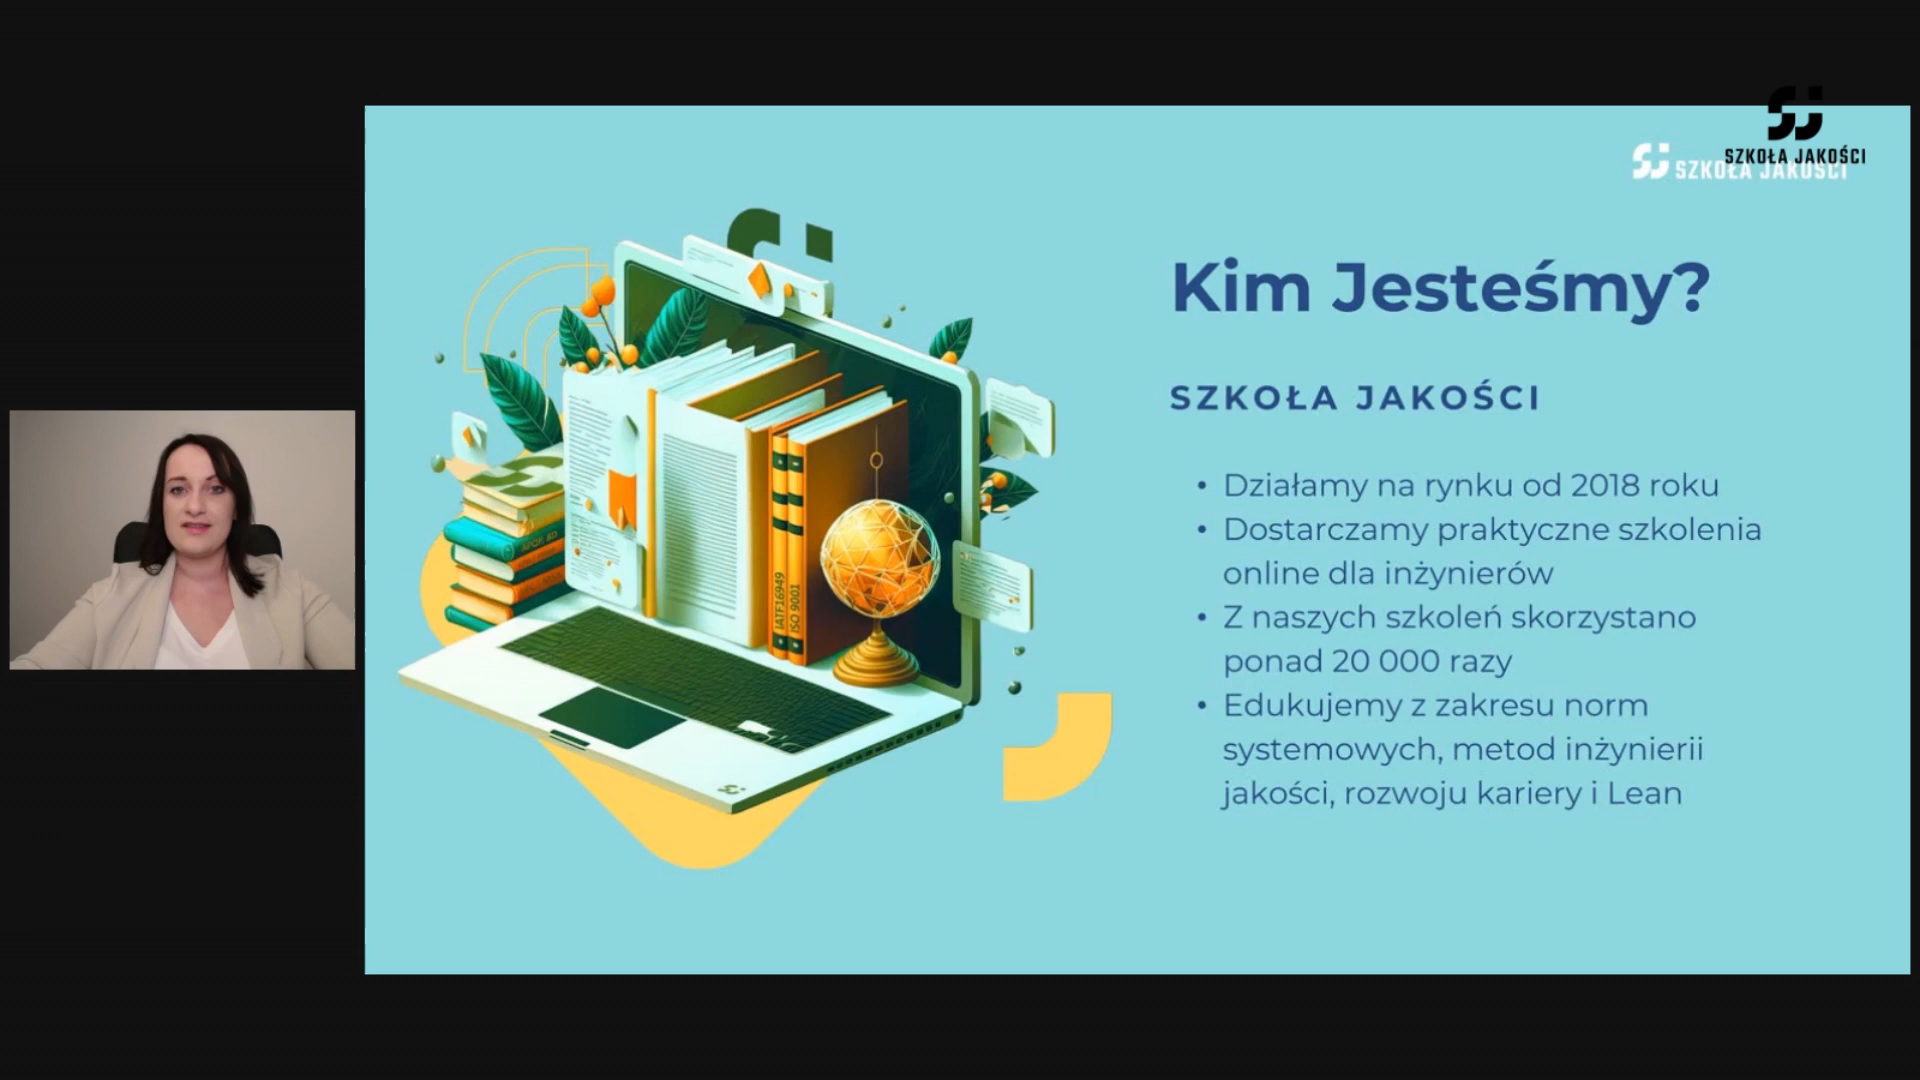 SZKOŁA JAKOŚCI
SZKOŁA JAKOŚCI
Kim Jesteśmy?
SZKOŁA JAKOŚCI
• Działamy na rynku od 2018 roku
• Dostarczamy praktyczne szkolenia
online dla inżynierów
• Z naszych szkoleń skorzystano
ponad 20 000 razy
• Edukujemy z zakresu norm
systemowych, metod inżynierii
jakości, rozwoju kariery i Lean
IATF16949
ISO 9001